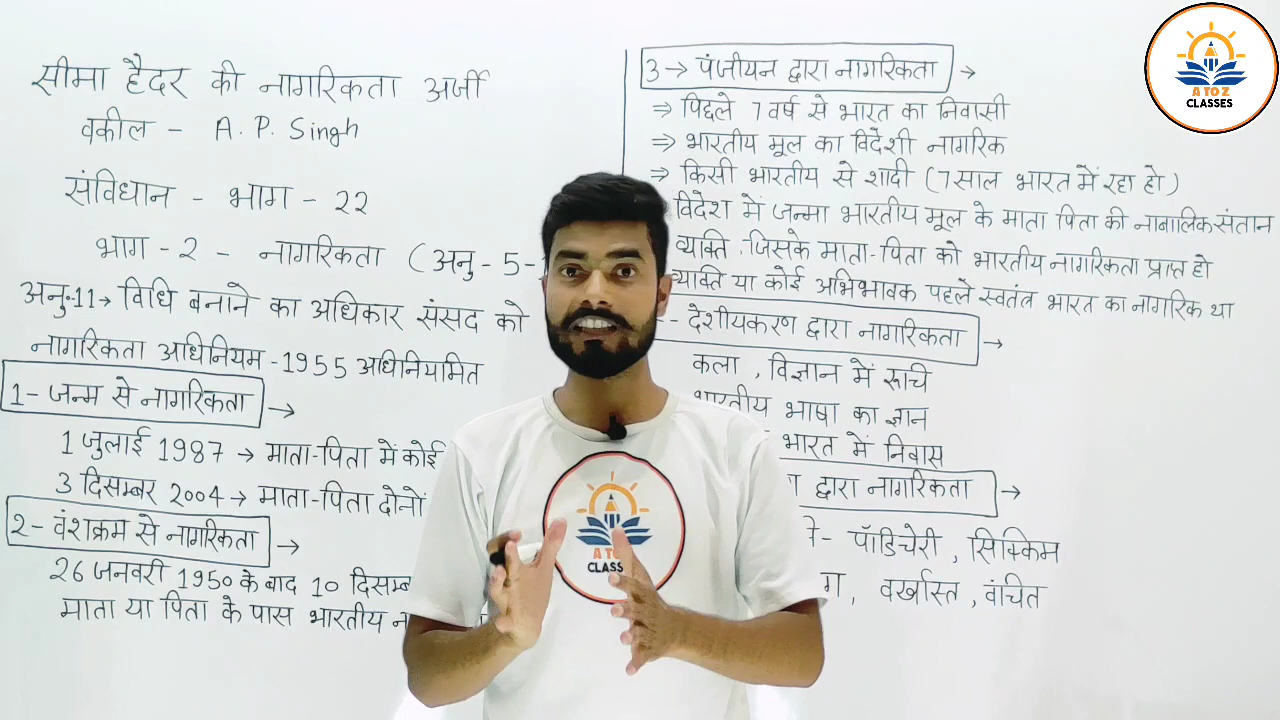 सीमा हैदर की नागरिकता अर्जी
वकील - A. P. Singh
संविधान - भाग - 22
भाग - 2 - नागरिकता ( अनु - 5 -
अनु.11→ विधि बनाने का अधिकार संसद को
नागरिकता अधिनियम - 1955 अधिनियमित
1- जन्म से नागरिकता →
1 जुलाई 1987 → माता-पिता में कोई
3 दिसम्बर 2004 → माता-पिता दोनों
2- वंशक्रम से नागरिकता →
26 जनवरी 1950 के बाद 10 दिसम्ब
माता या पिता के पास भारतीय
3 → पंजीयन द्वारा नागरिकता →
⇒ पिछले 7 वर्ष से भारत का निवासी
⇒ भारतीय मूल का विदेशी नागरिक
⇒ किसी भारतीय से शादी (7 साल भारत में रहा हो)
विदेश में जन्मा भारतीय मूल के माता पिता की नाबालिक संतान
व्यक्ति जिसके माता-पिता को भारतीय नागरिकता प्राप्त हो
व्यक्ति या कोई अभिभावक पहले स्वतंत्र भारत का नागरिक था
- देशीयकरण द्वारा नागरिकता →
कला , विज्ञान में रूचि
भारतीय भाषा का ज्ञान
भारत में निवास
द्वारा नागरिकता →
7- पॉडिचेरी , सिक्किम
ग , वर्खास्त , वंचित
A TO Z
CLASSES
A TO
CLASS